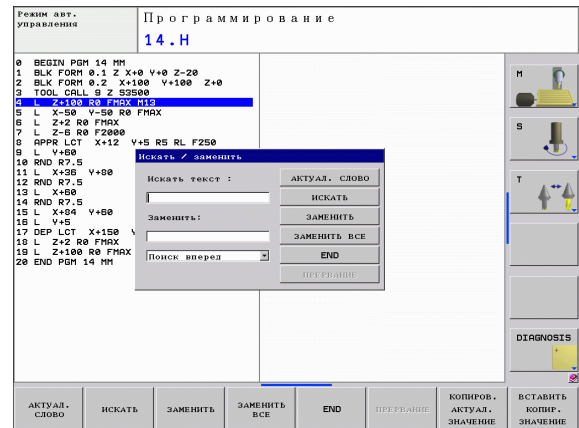 Режим авт.
управления
Программирование
14.H
0 BEGIN PGM 14 MM
1 BLK FORM 0.1 Z X+0 Y+0 Z-20
2 BLK FORM 0.2 X+100 Y+100 Z+0
3 TOOL CALL 9 Z S3500
4 L Z+100 R0 FMAX M13
5 L X-50 Y-50 R0 FMAX
6 L Z+2 R0 FMAX
7 L Z-6 R0 F2000
8 APPR LCT X+12 Y+5 R5 RL F250
9 L Y+60
10 RND R7.5
11 L X+36 Y+80
12 RND R7.5
13 L X+60
14 RND R7.5
15 L X+84 Y+60
16 L Y+5
17 DEP LCT X+150
18 L Z+2 R0 FMAX
19 L Z+100 R0 FMAX
20 END PGM 14 MM
Искать / заменить
Искать текст :
Заменить:
Поиск вперед
АКТУАЛ. СЛОВО
ИСКАТЬ
ЗАМЕНИТЬ
ЗАМЕНИТЬ ВСЕ
END
ПРЕРВАНИЕ
M
S
T
DIAGNOSIS
АКТУАЛ.
СЛОВО
ИСКАТЬ
ЗАМЕНИТЬ
ЗАМЕНИТЬ
ВСЕ
END
ПРЕРВАНИЕ
КОПИРОВ.
АКТУАЛ.
ЗНАЧЕНИЕ
ВСТАВИТЬ
КОПИР.
ЗНАЧЕНИЕ